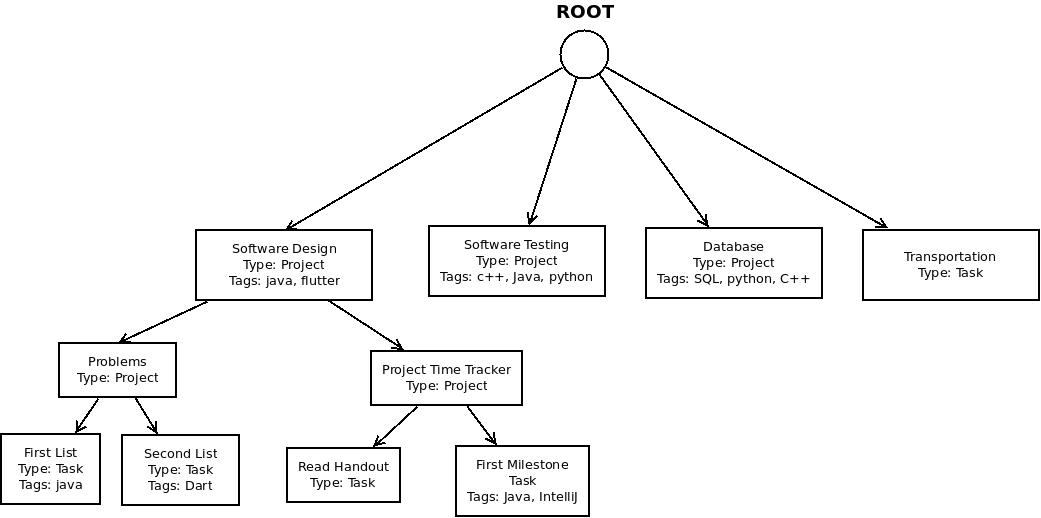 ROOT
Software Design
Type: Project
Tags: java, flutter
Software Testing
Type: Project
Tags: c++, Java, python
Database
Type: Project
Tags: SQL, python, C++
Transportation
Type: Task
Problems
Type: Project
Project Time Tracker
Type: Project
First List
Type: Task
Tags: java
Second List
Type: Task
Tags: Dart
Read Handout
Type: Task
First Milestone
Task
Tags: Java, IntelliJ